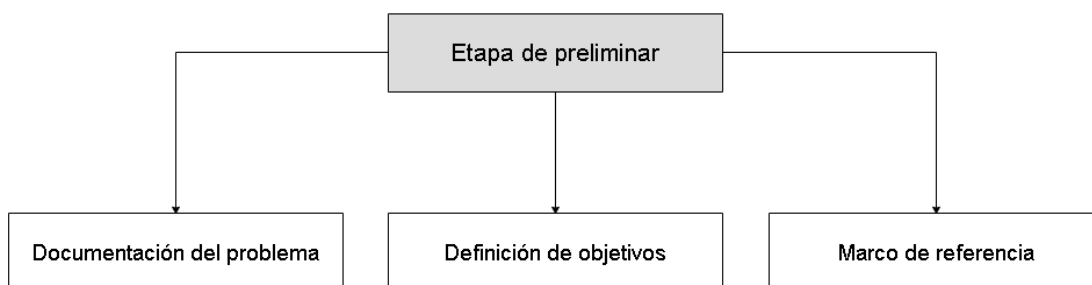 Etapa de preliminar
Documentación del problema
Definición de objetivos
Marco de referencia